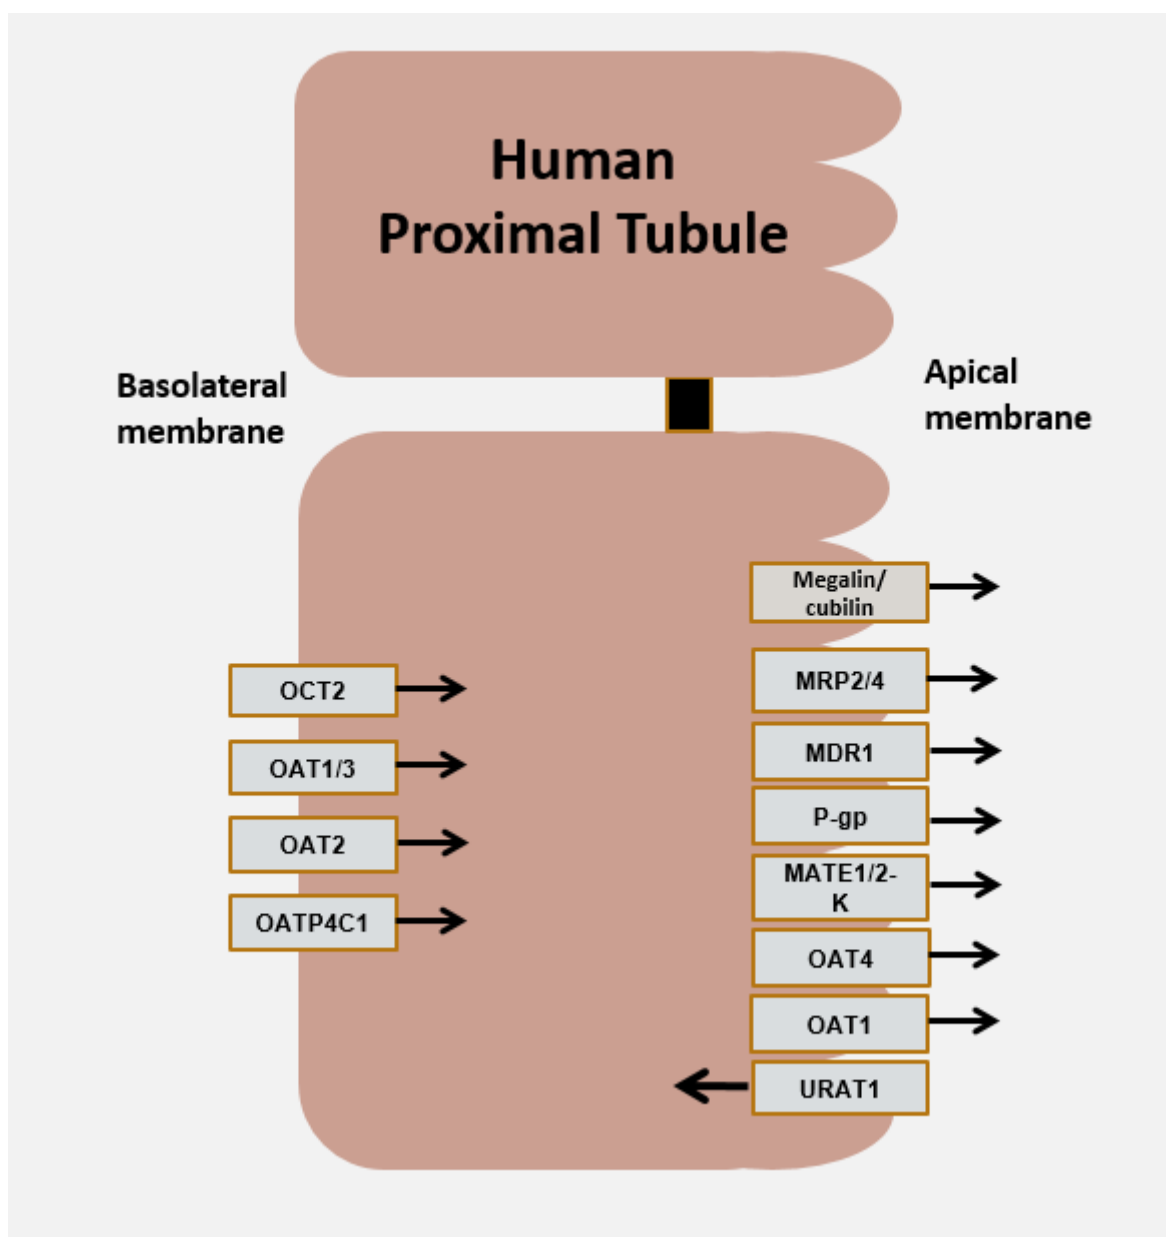 Human
Proximal Tubule
Basolateral
membrane
Apical
membrane
Megalin/
cubilin
MRP2/4
MDR1
P-gp
MATE1/2-
K
OAT4
OAT1
URAT1
OCT2
OAT1/3
OAT2
OATP4C1